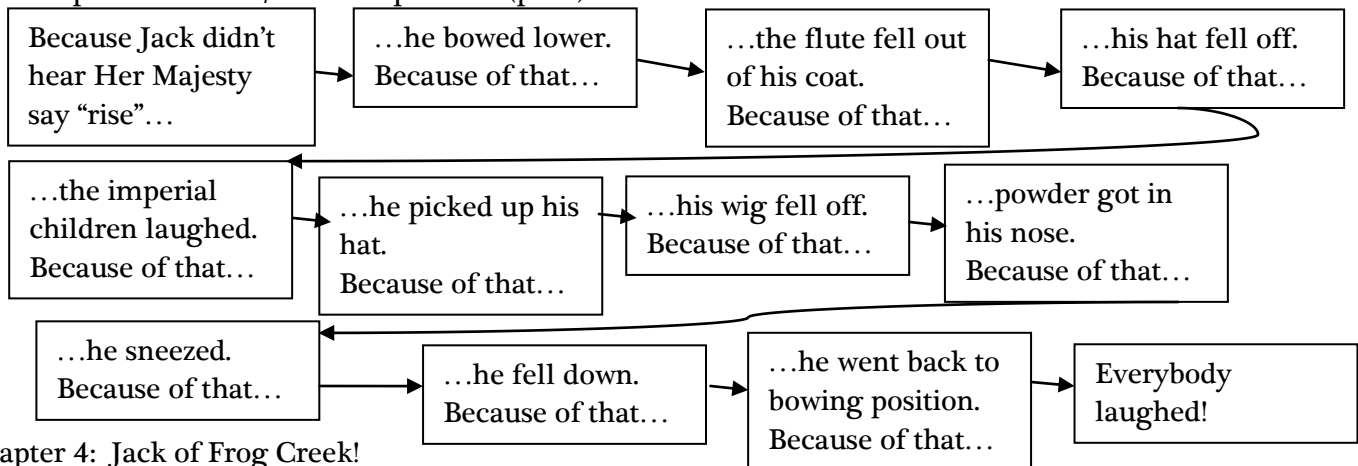 Because Jack didn't
hear Her Majesty
say "rise"…
…he bowed lower.
Because of that…
…the flute fell out
of his coat.
Because of that…
…his hat fell off.
Because of that…
…the imperial
children laughed.
Because of that…
…he picked up his
hat.
Because of that…
…his wig fell off.
Because of that…
…powder got in
his nose.
Because of that…
…he sneezed.
Because of that…
…he fell down.
Because of that…
…he went back to
bowing position.
Because of that…
Everybody
laughed!
apter 4: Jack of Frog Creek!